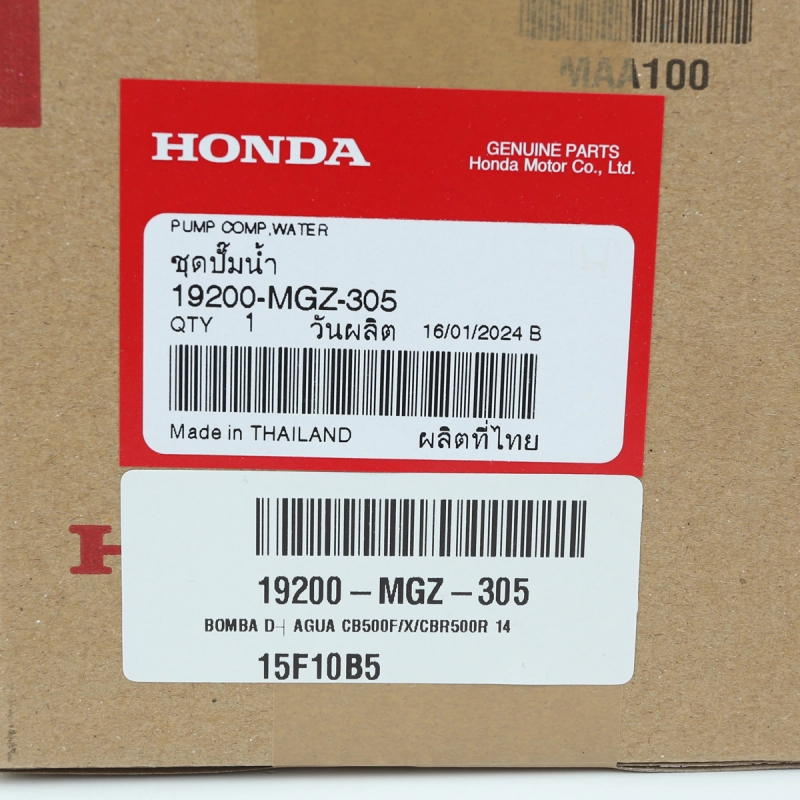 MAA100
HONDA
GENUINE PARTS
Honda Motor Co., Ltd.
PUMP COMP,WATER
ชุดปั๊มน้ำ
19200-MGZ-305
QTY 1 วันผลิต 16/01/2024 B
Made in THAILAND ผลิตที่ไทย
H
19200-MGZ-305
BOMBA D┤ AGUA CB500F/X/CBR500R 14
15F10B5